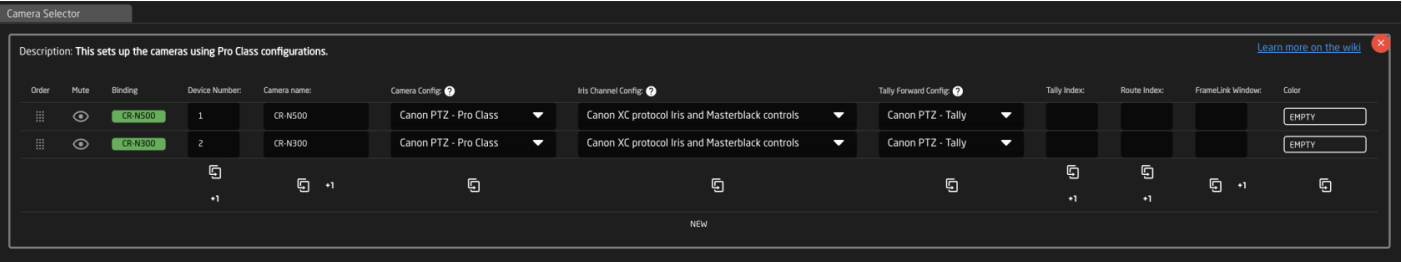 Camera Selector
Description: This sets up the cameras using Pro Class configurations.
Learn more on the wiki
Order Mute Binding Device Number: Camera name: Camera Config: ? Iris Channel Config: ? Tally Forward Config: ? Tally Index: Route Index: FrameLink Window: Color
CR-N500 1 CR-N500 Canon PTZ - Pro Class Canon XC protocol Iris and Masterblack controls Canon PTZ - Tally EMPTY
CR-N300 2 CR-N300 Canon PTZ - Pro Class Canon XC protocol Iris and Masterblack controls Canon PTZ - Tally EMPTY
+1 +1 +1 +1 +1
NEW